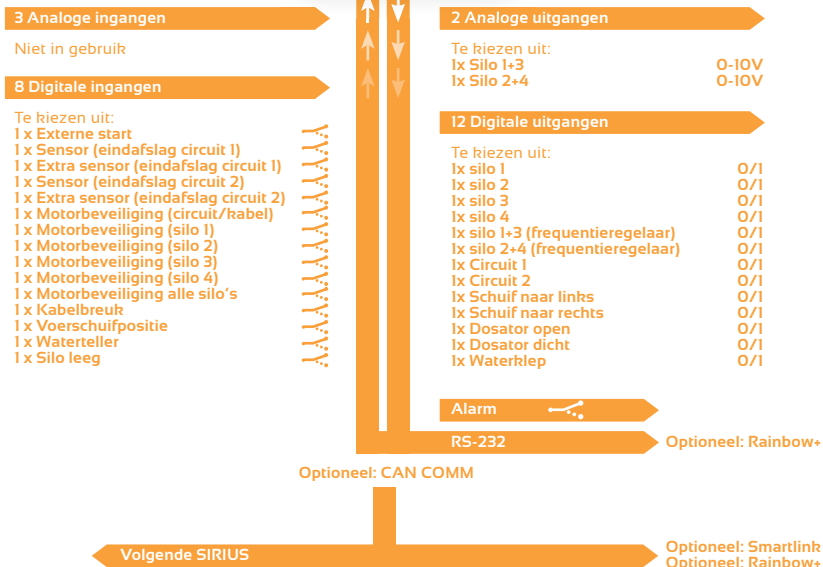 3 Analoge ingangen
Niet in gebruik
8 Digitale ingangen
Te kiezen uit:
1 x Externe start
1 x Sensor (eindafslag circuit 1)
1 x Extra sensor (eindafslag circuit 1)
1 x Sensor (eindafslag circuit 2)
1 x Extra sensor (eindafslag circuit 2)
1 x Motorbeveiliging (circuit/kabel)
1 x Motorbeveiliging (silo 1)
1 x Motorbeveiliging (silo 2)
1 x Motorbeveiliging (silo 3)
1 x Motorbeveiliging (silo 4)
1 x Motorbeveiliging alle silo's
1 x Kabelbreuk
1 x Voerschuifpositie
1 x Waterteller
1 x Silo leeg
2 Analoge uitgangen
Te kiezen uit:
1x Silo 1+3 0-10V
1x Silo 2+4 0-10V
12 Digitale uitgangen
Te kiezen uit:
1x silo 1 0/1
1x silo 2 0/1
1x silo 3 0/1
1x silo 4 0/1
1x silo 1+3 (frequentieregelaar) 0/1
1x silo 2+4 (frequentieregelaar) 0/1
1x Circuit 1 0/1
1x Circuit 2 0/1
1x Schuif naar links 0/1
1x Schuif naar rechts 0/1
1x Dosator open 0/1
1x Dosator dicht 0/1
1x Waterklep 0/1
Alarm
RS-232 Optioneel: Rainbow+
Optioneel: CAN COMM
Volgende SIRIUS
Optioneel: Smartlink
Optioneel: Rainbow+